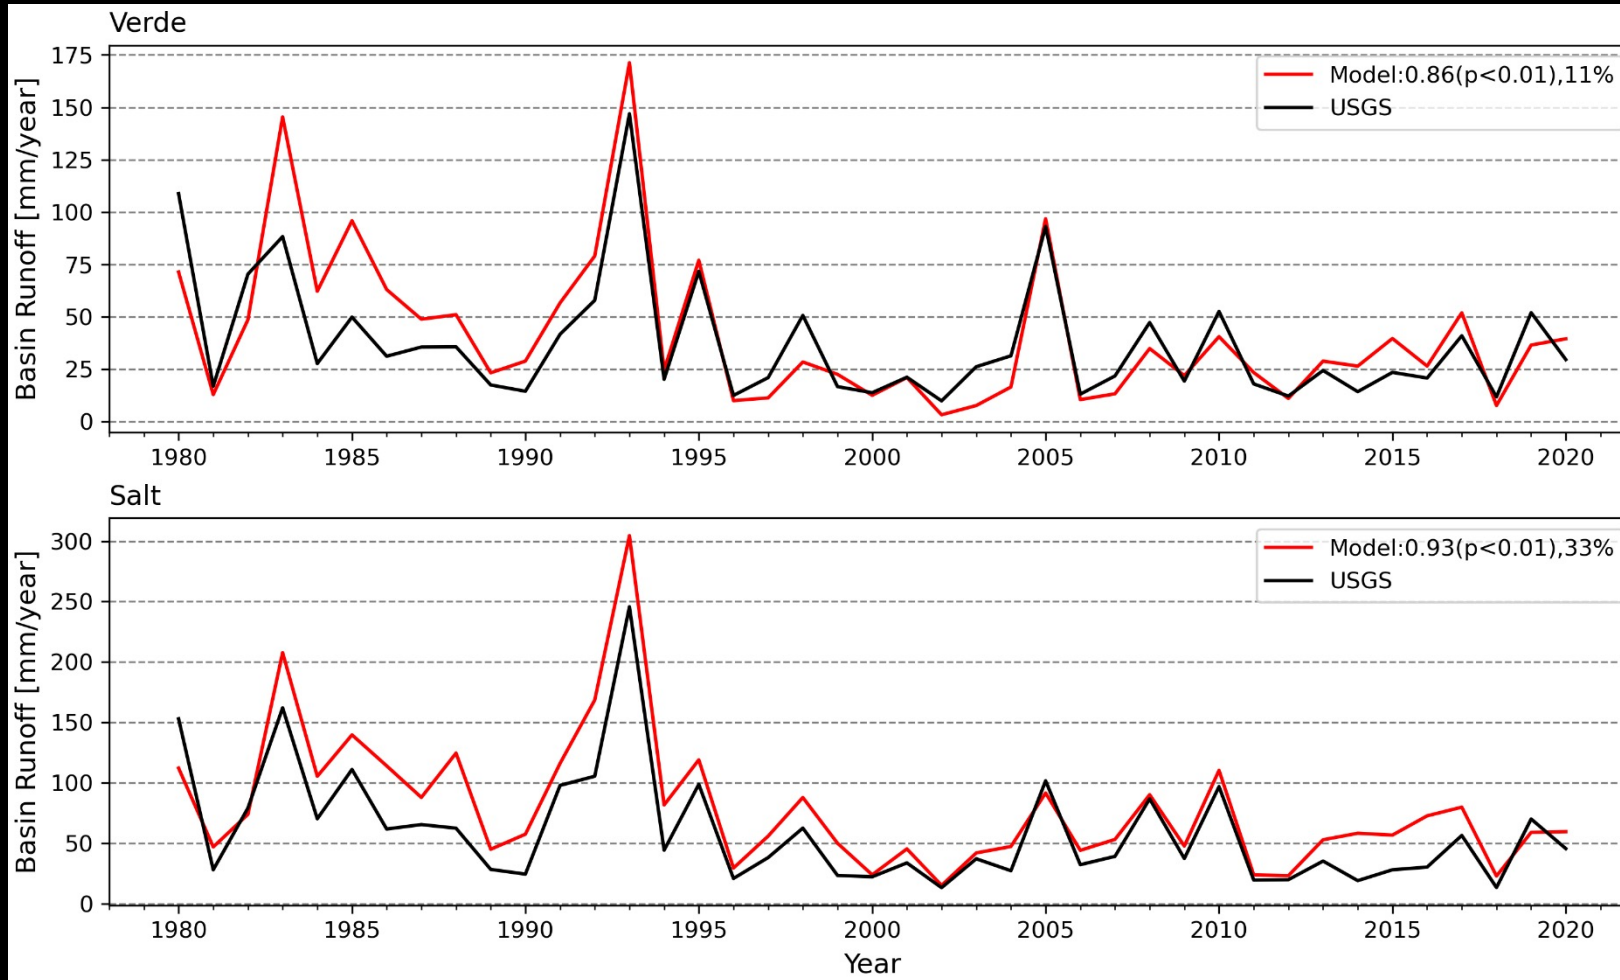 Verde
Basin Runoff [mm/year]
175
150
125
100
75
50
25
0
Model:0.86(p<0.01),11%
USGS
1980 1985 1990 1995 2000 2005 2010 2015 2020
Salt
Basin Runoff [mm/year]
300
250
200
150
100
50
0
Model:0.93(p<0.01),33%
USGS
1980 1985 1990 1995 2000 2005 2010 2015 2020
Year